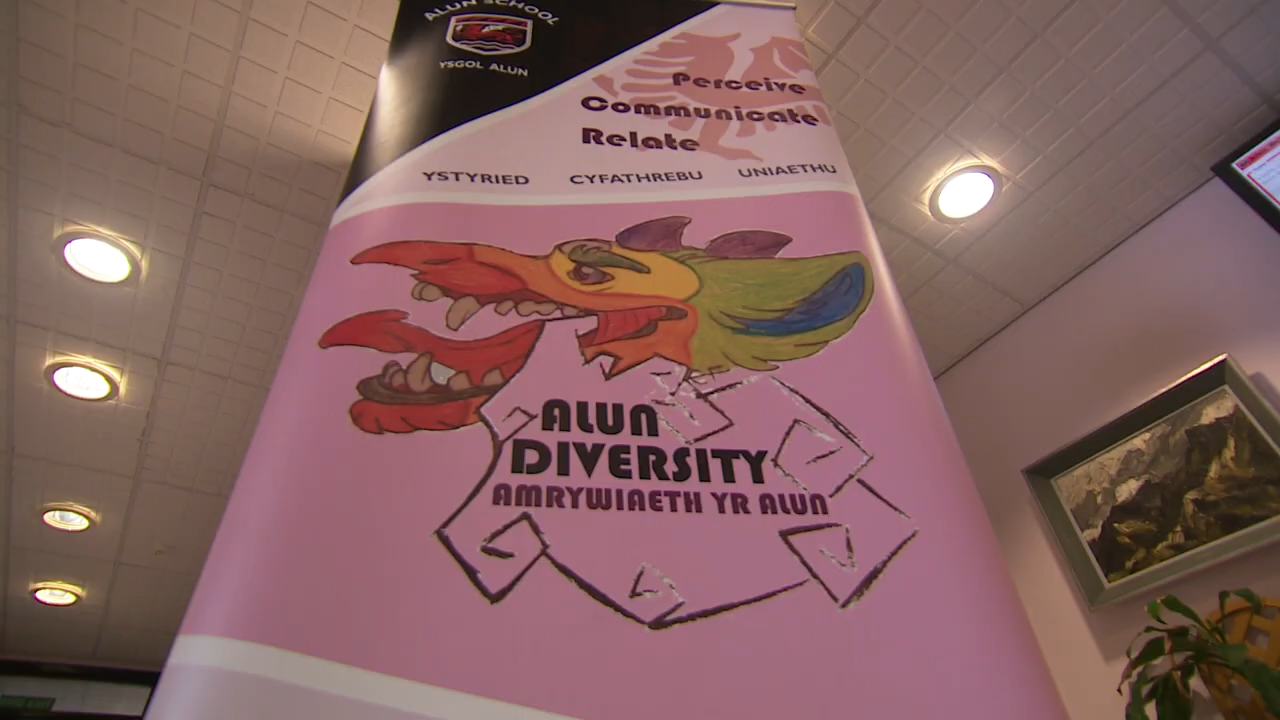 ALUN SCHOOL
YSGOL ALUN
Perceive
Communicate
Relate
YSTYRIED CYFATHREBU UNIAETHU
ALUN
DIVERSITY
AMRYWIAETH YR ALUN